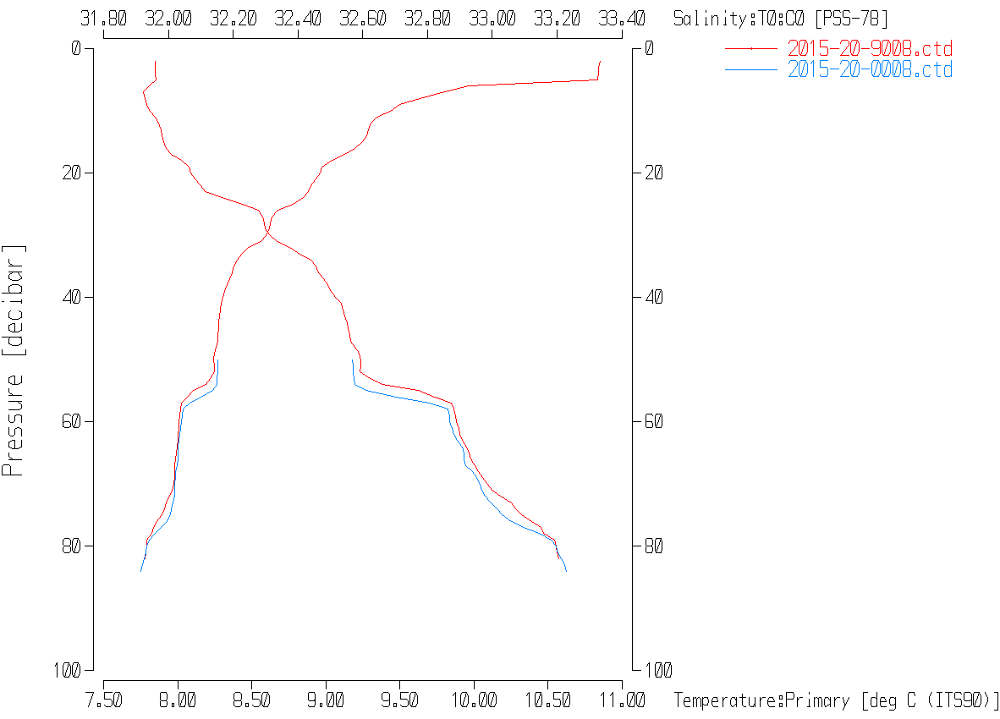 31.80 32.00 32.20 32.40 32.60 32.80 33.00 33.20 33.40 Salinity:T0:C0 [PSS-78]
0 0 2015-20-9008.ctd
2015-20-0008.ctd
20 20
Pressure [decibar]
40 40
60 60
80 80
100 100
7.50 8.00 8.50 9.00 9.50 10.00 10.50 11.00 Temperature:Primary [deg C (ITS90)]